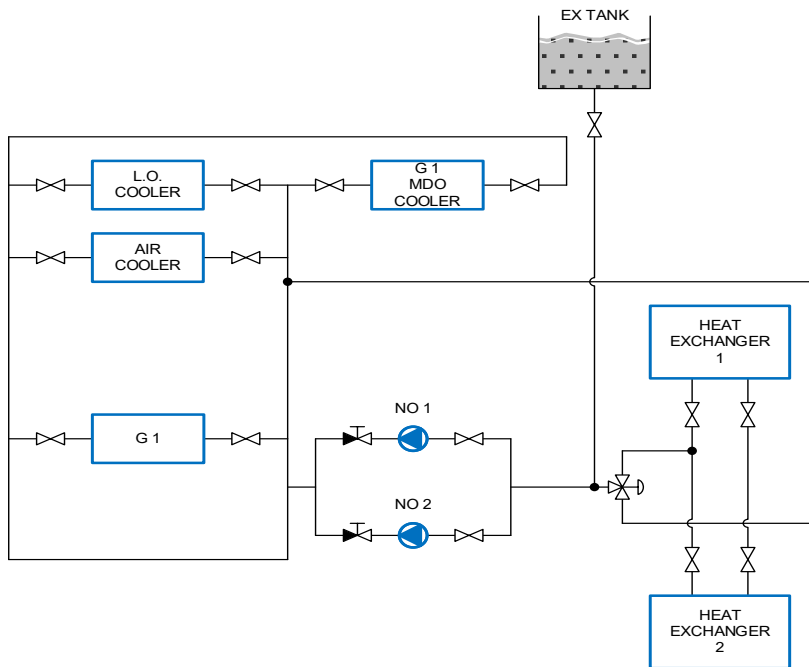 EX TANK
L.O.
COOLER
G 1
MDO
COOLER
AIR
COOLER
HEAT
EXCHANGER
1
G 1
NO 1
NO 2
HEAT
EXCHANGER
2